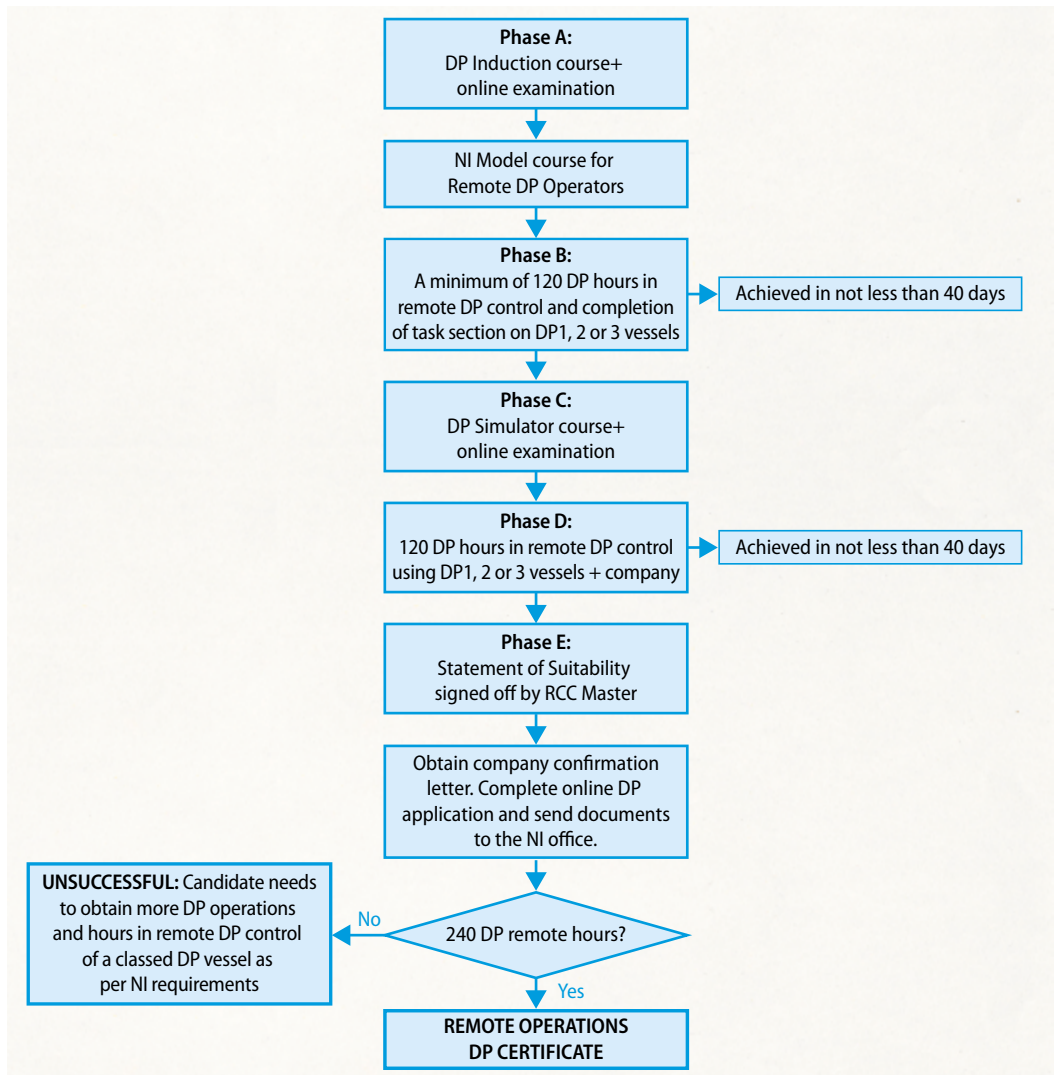 Phase A:
DP Induction course+
online examination
NI Model course for
Remote DP Operators
Phase B:
A minimum of 120 DP hours in
remote DP control and completion
of task section on DP1, 2 or 3 vessels
Achieved in not less than 40 days
Phase C:
DP Simulator course+
online examination
Phase D:
120 DP hours in remote DP control
using DP1, 2 or 3 vessels + company
Achieved in not less than 40 days
Phase E:
Statement of Suitability
signed off by RCC Master
Obtain company confirmation
letter. Complete online DP
application and send documents
to the NI office.
UNSUCCESSFUL: Candidate needs
to obtain more DP operations
and hours in remote DP control
of a classed DP vessel as
per NI requirements
No
240 DP remote hours?
Yes
REMOTE OPERATIONS
DP CERTIFICATE